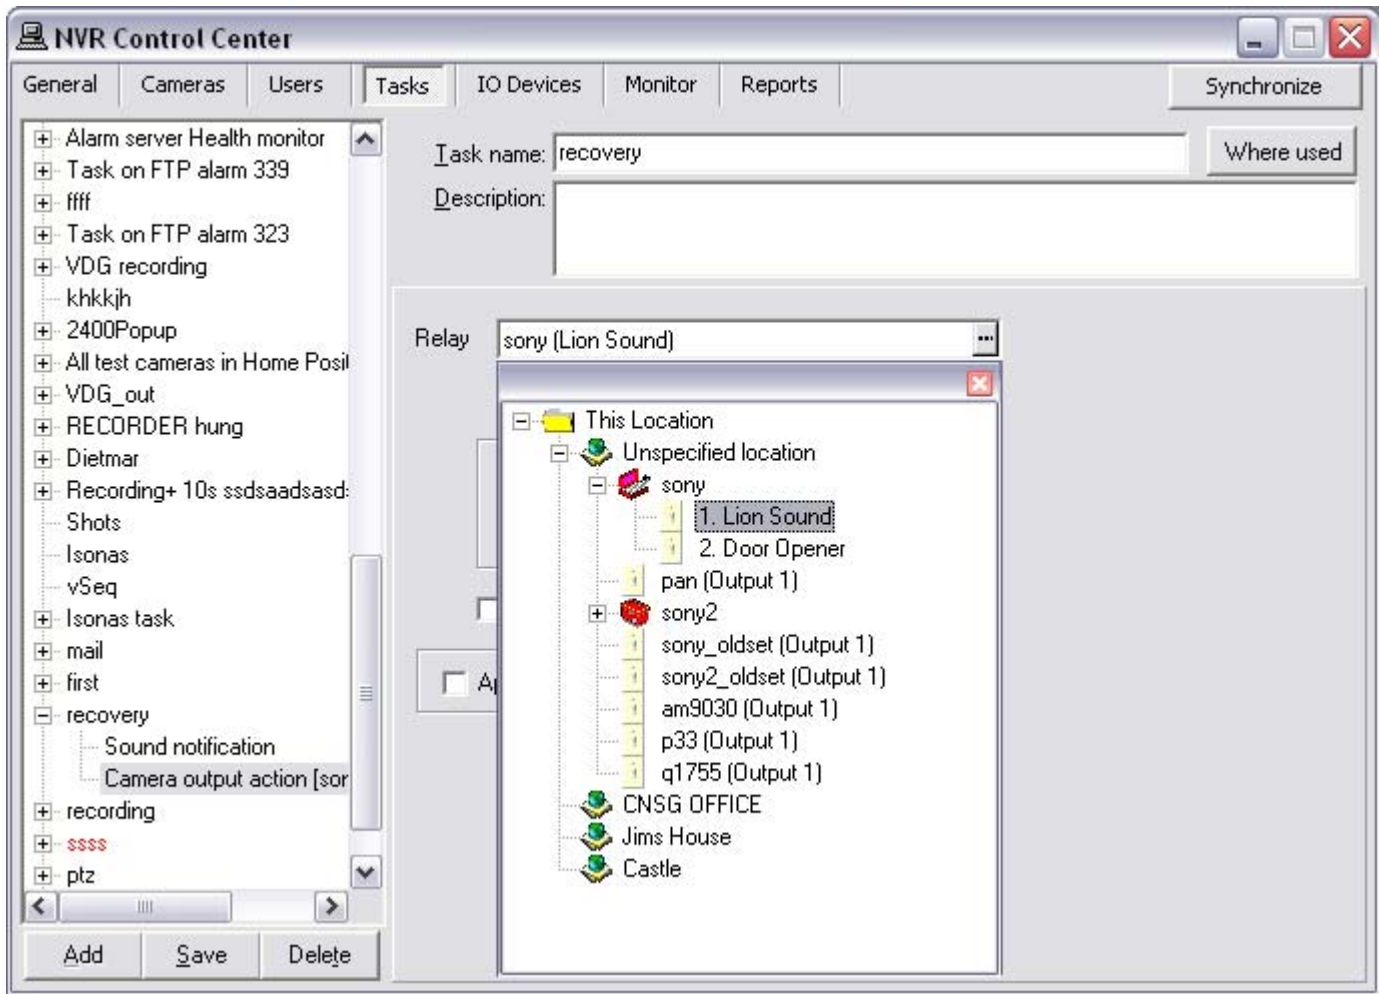 NVR Control Center
General Cameras Users Tasks IO Devices Monitor Reports Synchronize
Alarm server Health monitor
Task on FTP alarm 339
ffff
Task on FTP alarm 323
VDG recording
khkkjh
2400Popup
All test cameras in Home Posit
VDG_out
RECORDER hung
Dietmar
Recording+ 10s ssdsaadsasd
Shots
Isonas
vSeq
Isonas task
mail
first
recovery
Sound notification
Camera output action [sor
recording
ssss
ptz
Add Save Delete
Task name: recovery Where used
Description:
Relay sony (Lion Sound) ...
This Location
Unspecified location
sony
1. Lion Sound
2. Door Opener
pan (Output 1)
sony2
sony_oldset (Output 1)
sony2_oldset (Output 1)
am9030 (Output 1)
p33 (Output 1)
q1755 (Output 1)
CNSG OFFICE
Jims House
Castle